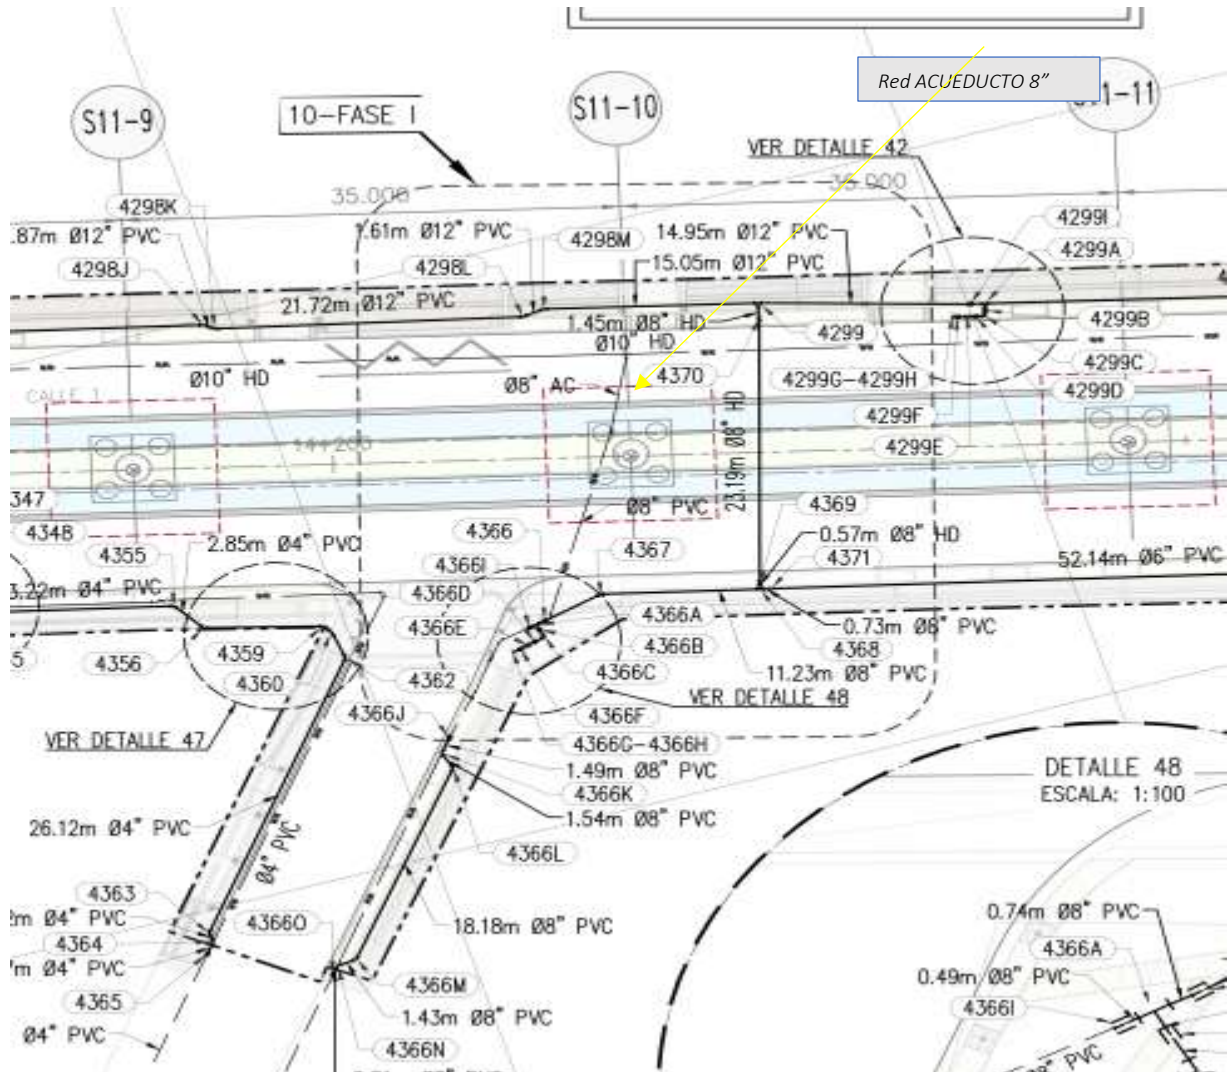 Red ACUEDUCTO 8”
S11-9
S11-10
10-FASE I
VER DETALLE 42
35.000
4298K
4299I
.87m Ø12" PVC
1.61m Ø12" PVC
4298M
14.95m Ø12" PVC
4299A
4298J
4298L
15.05m Ø12" PVC
21.72m Ø12" PVC
1.45m Ø8" HD
4299
4299B
Ø10" HD
4299C
Ø10" HD
Ø8" AC
4370
4299G-4299H
4299D
CALLE 1
4299F
14+200
4299E
23.19m Ø8" HD
4347
Ø8" PVC
4369
4348
4366
4355
2.85m Ø4" PVC
4367
0.57m Ø8" HD
4366I
4371
52.14m Ø6" PVC
3.22m Ø4" PVC
4366D
4366A
4366E
0.73m Ø8" PVC
4366B
4368
4356
4359
4366C
4360
4362
11.23m Ø8" PVC
VER DETALLE 48
4366J
4366F
VER DETALLE 47
4366G-4366H
1.49m Ø8" PVC
DETALLE 48
4366K
ESCALA: 1:100
1.54m Ø8" PVC
26.12m Ø4" PVC
Ø4" PVC
4366L
4363
4366O
18.18m Ø8" PVC
0.74m Ø8" PVC
m Ø4" PVC
4364
4366A
m Ø4" PVC
4366M
0.49m Ø8" PVC
4365
4366I
1.43m Ø8" PVC
Ø4" PVC
4366N
PVC